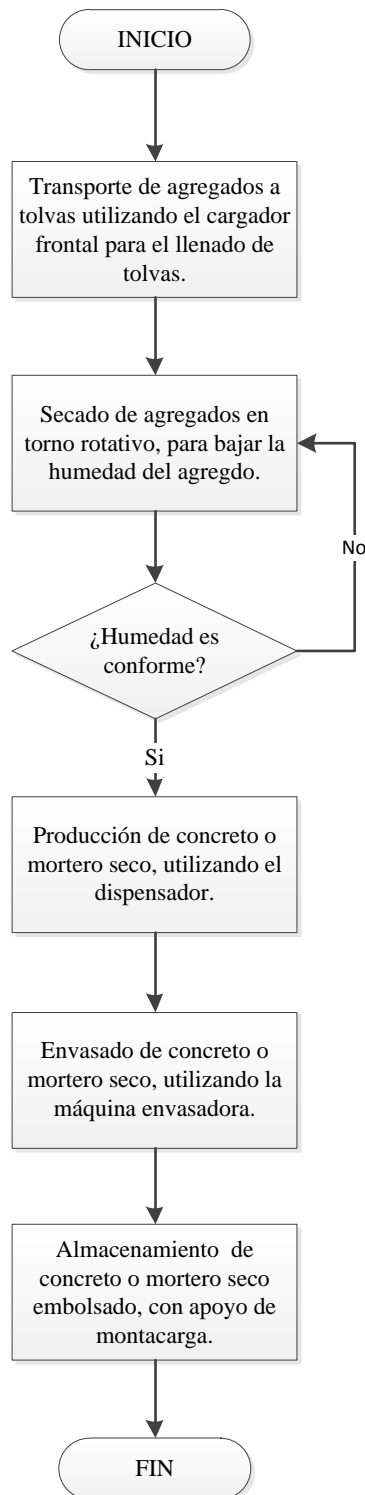 INICIO
Transporte de agregados a
tolvas utilizando el cargador
frontal para el llenado de
tolvas.
Secado de agregados en
torno rotativo, para bajar la
humedad del agregdo.
No
¿Humedad es
conforme?
Si
Producción de concreto o
mortero seco, utilizando el
dispensador.
Envasado de concreto o
mortero seco, utilizando la
máquina envasadora.
Almacenamiento de
concreto o mortero seco
embolsado, con apoyo de
montacarga.
FIN